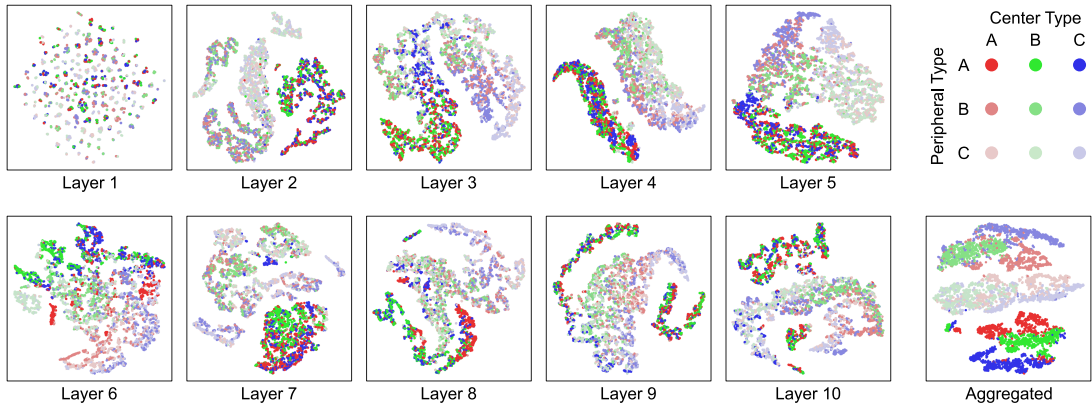 Center Type
A B C
Peripheral Type
A
B
C
Layer 1
Layer 2
Layer 3
Layer 4
Layer 5
Layer 6
Layer 7
Layer 8
Layer 9
Layer 10
Aggregated